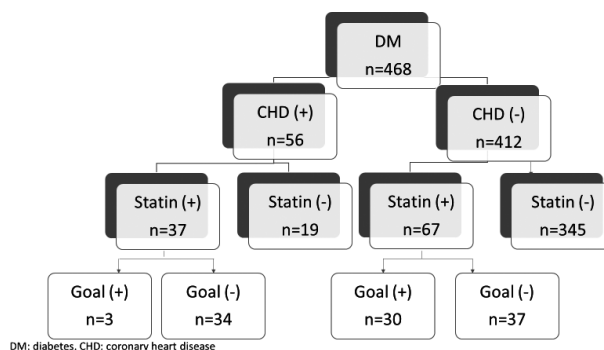 DM
n=468
CHD (+)
n=56
CHD (-)
n=412
Statin (+)
n=37
Statin (-)
n=19
Statin (+)
n=67
Statin (-)
n=345
Goal (+)
n=3
Goal (-)
n=34
Goal (+)
n=30
Goal (-)
n=37
DM: diabetes, CHD: coronary heart disease